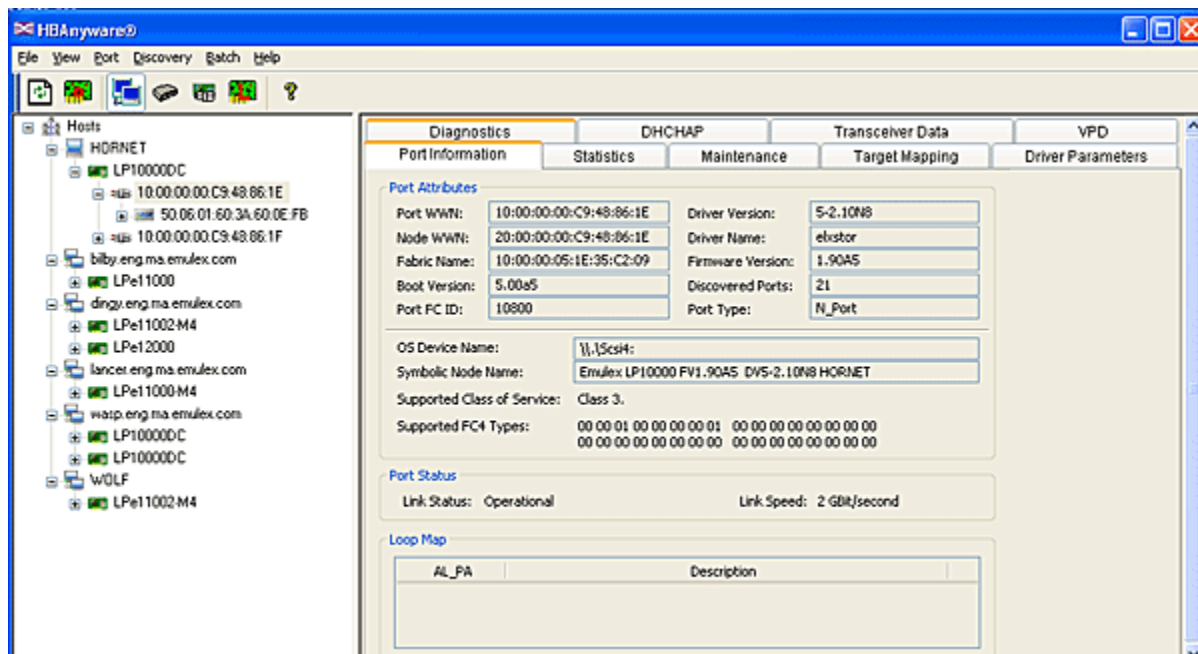 HBAnyware®
File View Port Discovery Batch Help
Hosts
HORNET
LP10000DC
10:00:00:00:C9:48:86:1E
50:06:01:60:3A:60:0E:FB
10:00:00:00:C9:48:86:1F
bilby.eng.ma.emulex.com
LPe11000
dingy.eng.ma.emulex.com
LPe11002-M4
LPe12000
lancer.eng.ma.emulex.com
LPe11000-M4
wasp.eng.ma.emulex.com
LP10000DC
LP10000DC
WOLF
LPe11002-M4
Diagnostics DHCHAP Transceiver Data VPD
Port Information Statistics Maintenance Target Mapping Driver Parameters
Port Attributes
Port WWN: 10:00:00:00:C9:48:86:1E Driver Version: 5-2.10N8
Node WWN: 20:00:00:00:C9:48:86:1E Driver Name: elxstor
Fabric Name: 10:00:00:05:1E:35:C2:09 Firmware Version: 1.90A5
Boot Version: 5.00a5 Discovered Ports: 21
Port FC ID: 10800 Port Type: N_Port
OS Device Name: \\.\Scsi4:
Symbolic Node Name: Emulex LP10000 FV1.90A5 DV5-2.10N8 HORNET
Supported Class of Service: Class 3.
Supported FC4 Types: 00 00 01 00 00 00 00 01 00 00 00 00 00 00 00 00
00 00 00 00 00 00 00 00 00 00 00 00 00 00 00 00
Port Status
Link Status: Operational Link Speed: 2 GBit/second
Loop Map
AL_PA Description